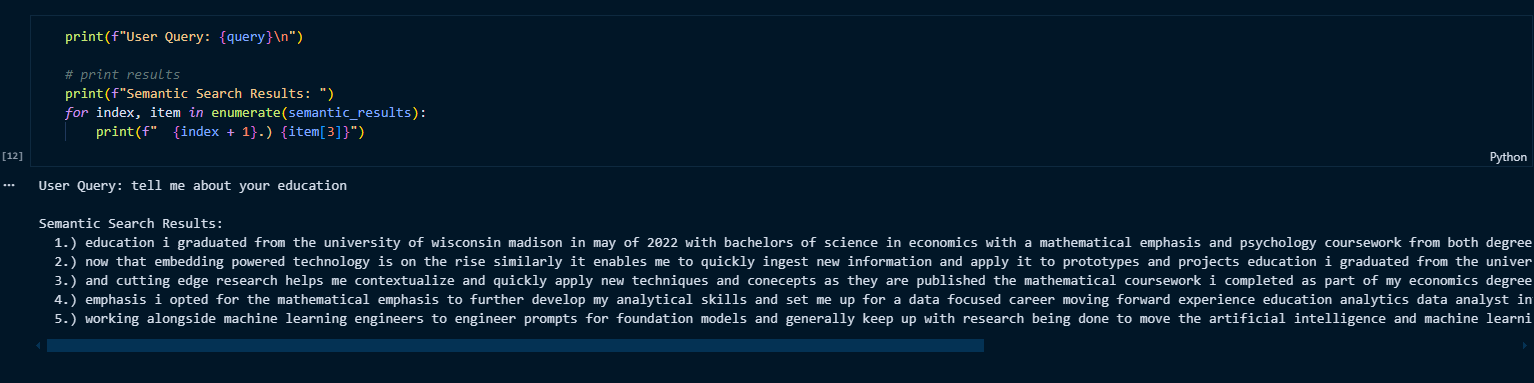 print(f"User Query: {query}\n")
# print results
print(f"Semantic Search Results: ")
for index, item in enumerate(semantic_results):
print(f"  {index + 1}.) {item[3]}")
[12]
Python
... User Query: tell me about your education
Semantic Search Results:
1.) education i graduated from the university of wisconsin madison in may of 2022 with bachelors of science in economics with a mathematical emphasis and psychology coursework from both degree
2.) now that embedding powered technology is on the rise similarly it enables me to quickly ingest new information and apply it to prototypes and projects education i graduated from the univer
3.) and cutting edge research helps me contextualize and quickly apply new techniques and conecepts as they are published the mathematical coursework i completed as part of my economics degree
4.) emphasis i opted for the mathematical emphasis to further develop my analytical skills and set me up for a data focused career moving forward experience education analytics data analyst in
5.) working alongside machine learning engineers to engineer prompts for foundation models and generally keep up with research being done to move the artificial intelligence and machine learni